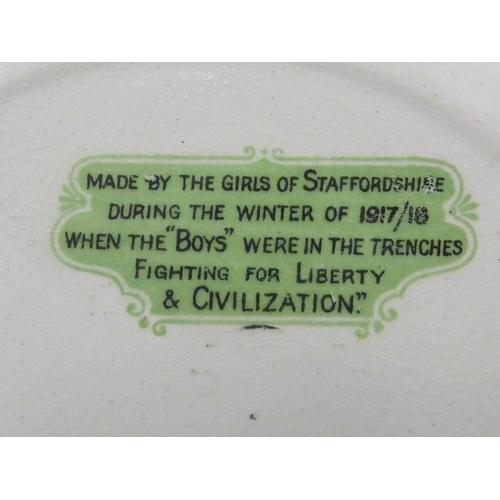 MADE BY THE GIRLS OF STAFFORDSHIRE
DURING THE WINTER OF 1917/18
WHEN THE "BOYS" WERE IN THE TRENCHES
FIGHTING FOR LIBERTY
& CIVILIZATION."